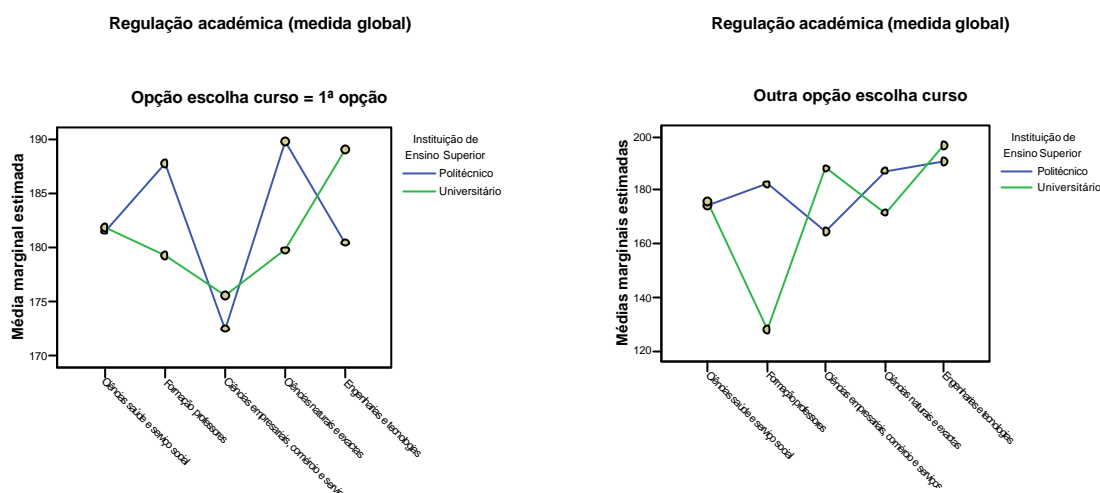 Regulação académica (medida global)
Opção escolha curso = 1ª opção
Média marginal estimada
190
185
180
175
170
Instituição de
Ensino Superior
Politécnico
Universitário
Ciências saúde e serviço social
Formação professores
Ciências empresariais, comércio e serviç
Ciências naturais e exactas
Engenharias e tecnologias
Regulação académica (medida global)
Outra opção escolha curso
Médias marginais estimadas
200
180
160
140
120
Instituição de
Ensino Superior
Politécnico
Universitário
Ciências saúde e serviço social
Formação professores
Ciências empresariais, comércio e serviços
Ciências naturais e exactas
Engenharias e tecnologias